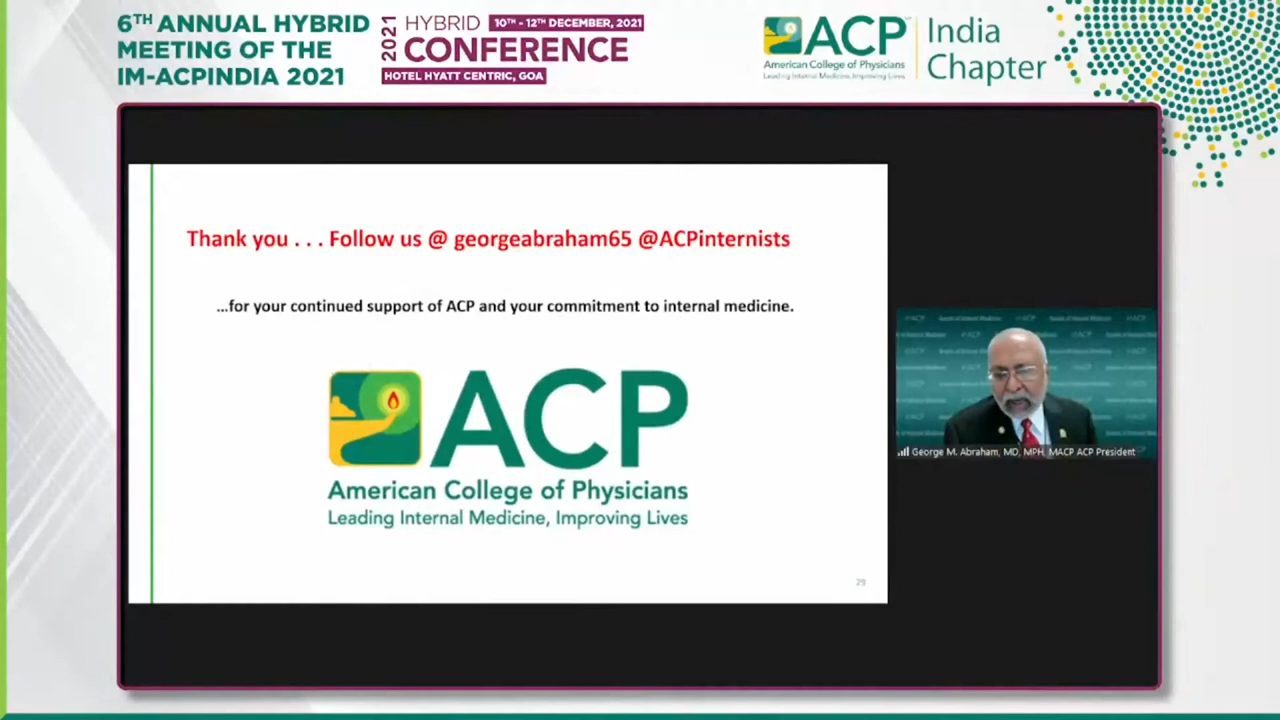 6TH ANNUAL HYBRID
MEETING OF THE
IM-ACPINDIA 2021
2021
HYBRID
10TH - 12TH DECEMBER, 2021
CONFERENCE
HOTEL HYATT CENTRIC, GOA
ACP
American College of Physicians
Leading Internal Medicine, Improving Lives
India
Chapter
Thank you . . . Follow us @ georgeabraham65 @ACPinternists
...for your continued support of ACP and your commitment to internal medicine.
ACP
American College of Physicians
Leading Internal Medicine, Improving Lives
29
George M. Abraham, MD, MPH, MACP ACP President